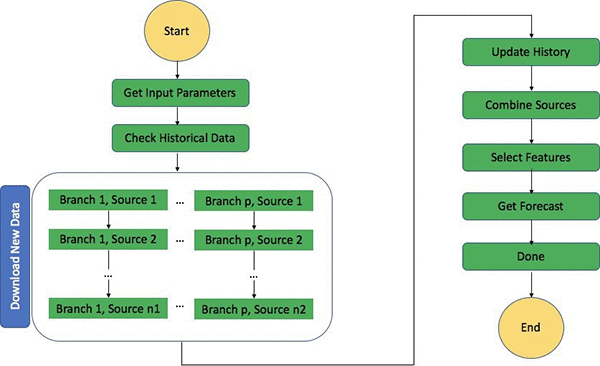 Start
Get Input Parameters
Check Historical Data
Download New Data
Branch 1, Source 1 ... Branch p, Source 1
Branch 1, Source 2 ... Branch p, Source 2
... ...
Branch 1, Source n1 ... Branch p, Source n2
Update History
Combine Sources
Select Features
Get Forecast
Done
End